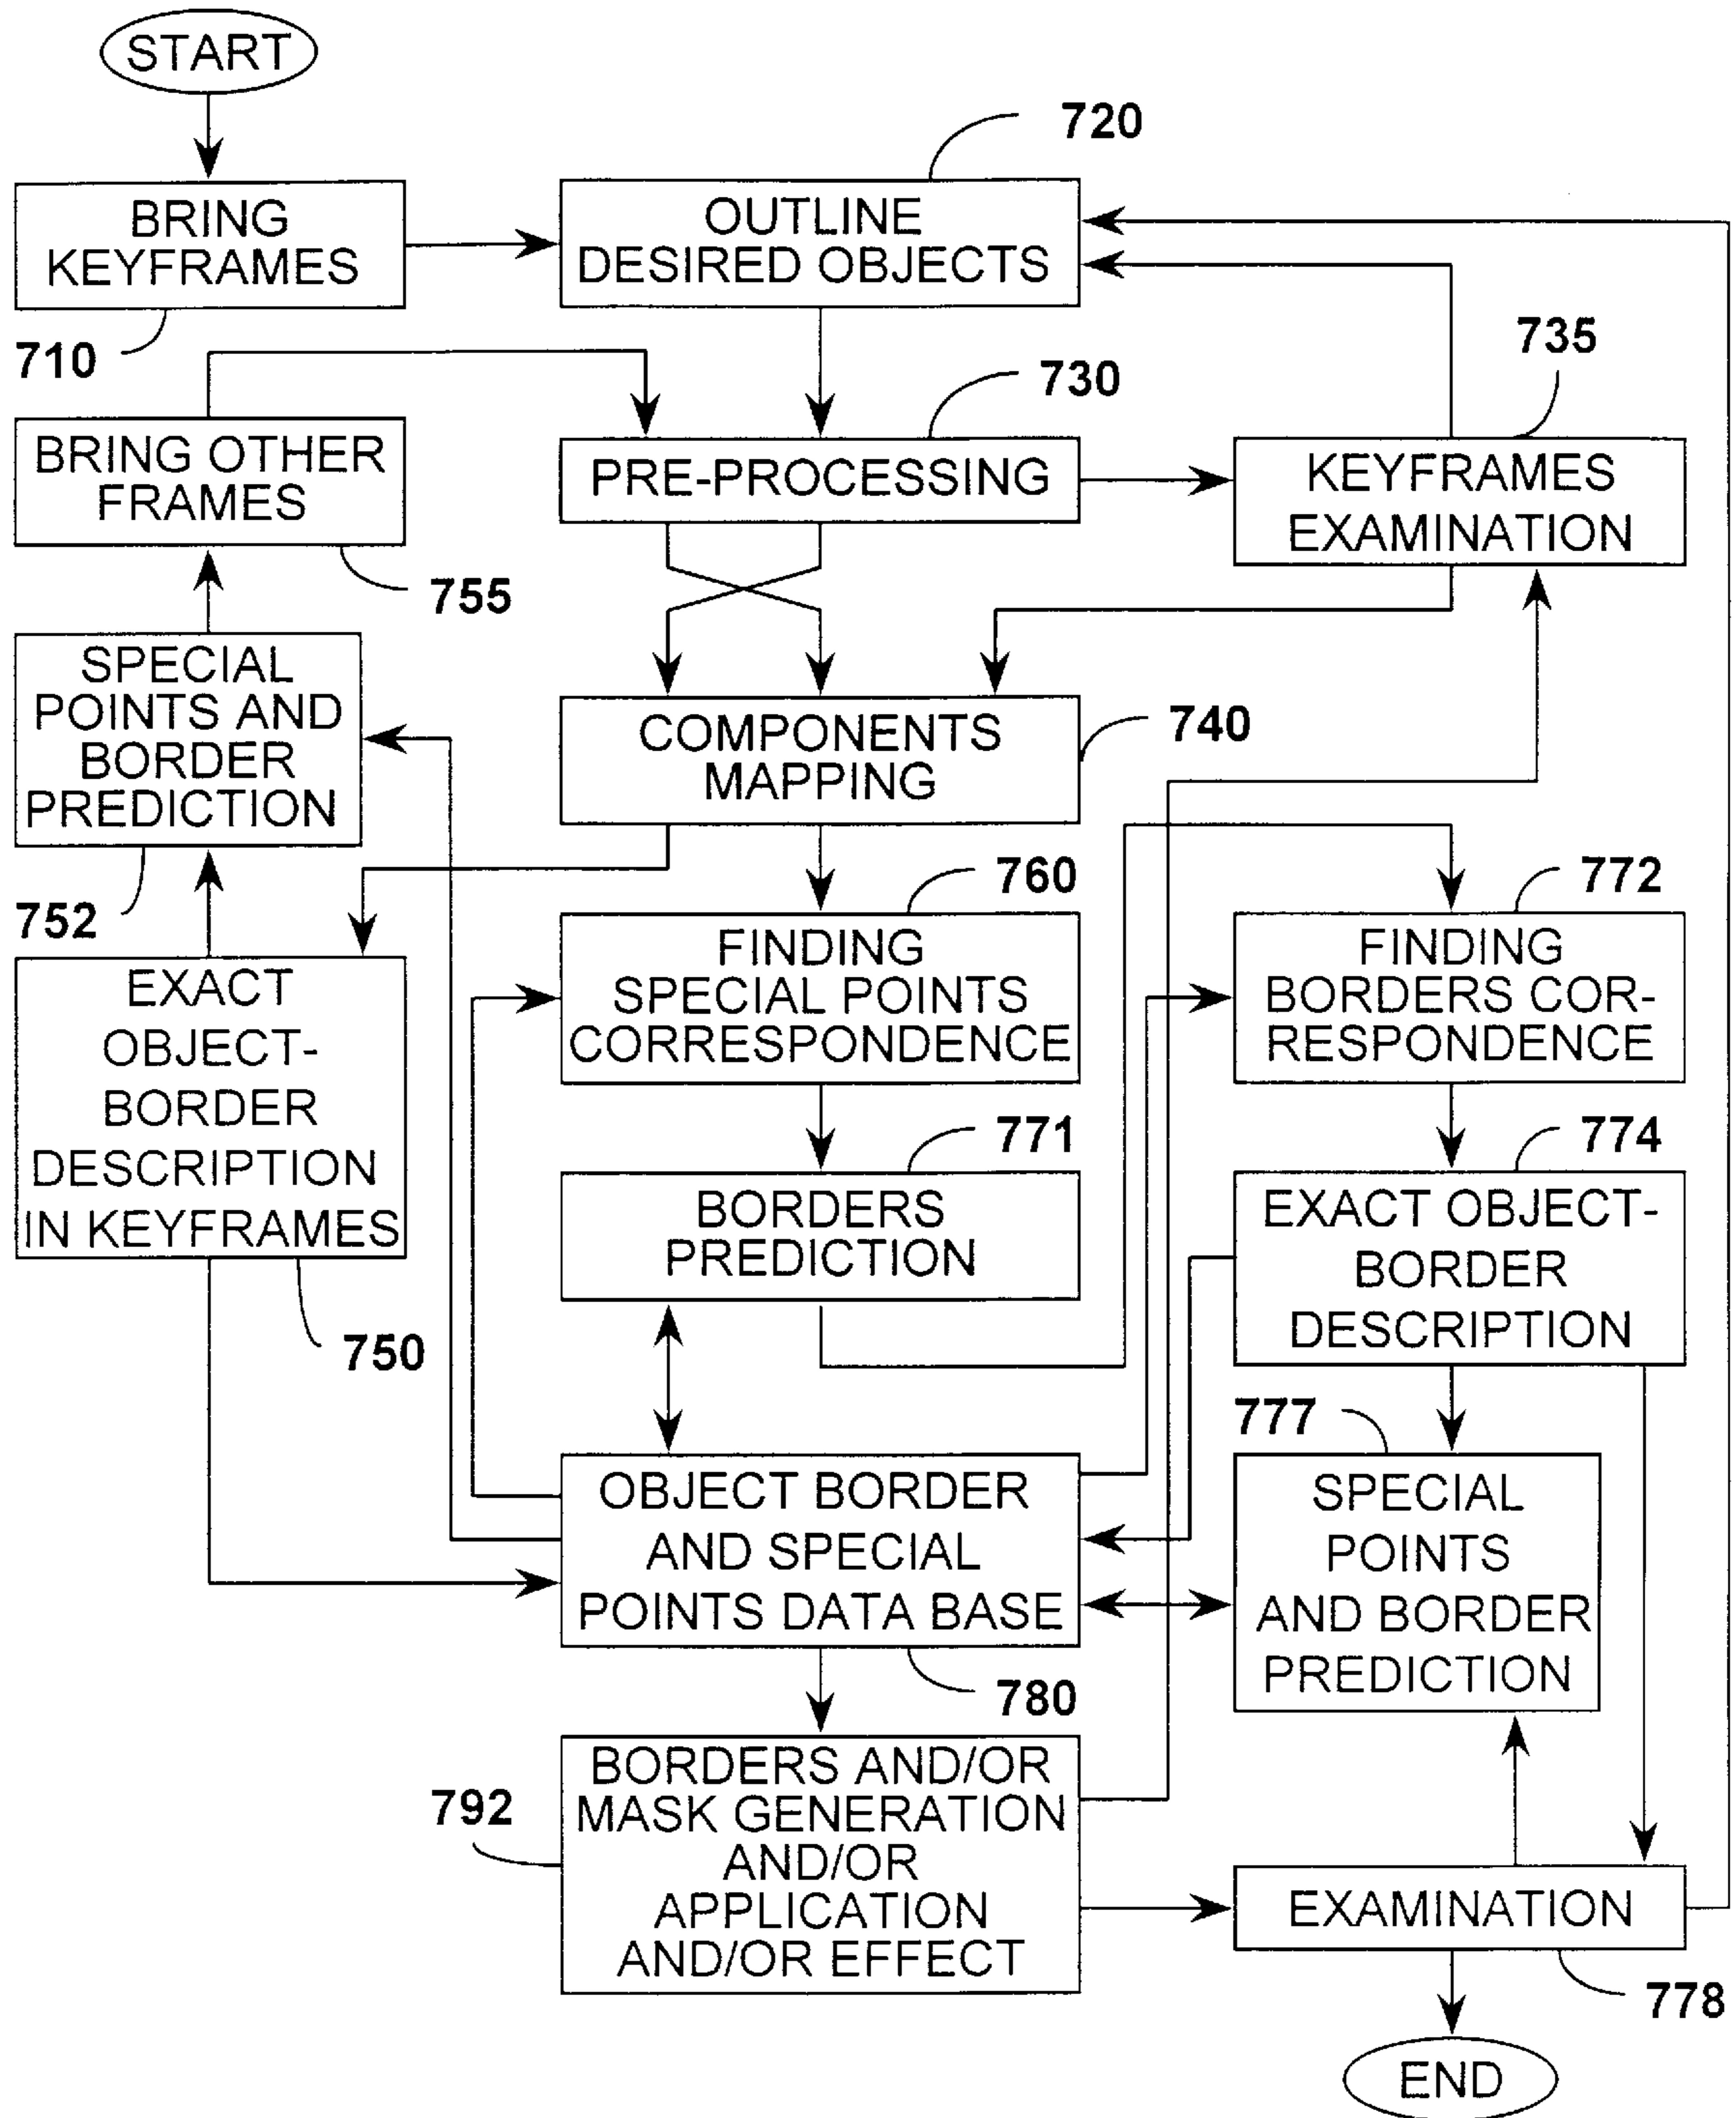 START
720
BRING
KEYFRAMES
OUTLINE
DESIRED OBJECTS
710
735
730
BRING OTHER
FRAMES
PRE-PROCESSING
KEYFRAMES
EXAMINATION
755
SPECIAL
POINTS AND
BORDER
PREDICTION
COMPONENTS
MAPPING
740
752
760
772
EXACT
OBJECT-
BORDER
DESCRIPTION
IN KEYFRAMES
FINDING
SPECIAL POINTS
CORRESPONDENCE
FINDING
BORDERS COR-
RESPONDENCE
771
774
BORDERS
PREDICTION
EXACT OBJECT-
BORDER
DESCRIPTION
750
777
OBJECT BORDER
AND SPECIAL
POINTS DATA BASE
SPECIAL
POINTS
AND BORDER
PREDICTION
780
792
BORDERS AND/OR
MASK GENERATION
AND/OR
APPLICATION
AND/OR EFFECT
EXAMINATION
778
END